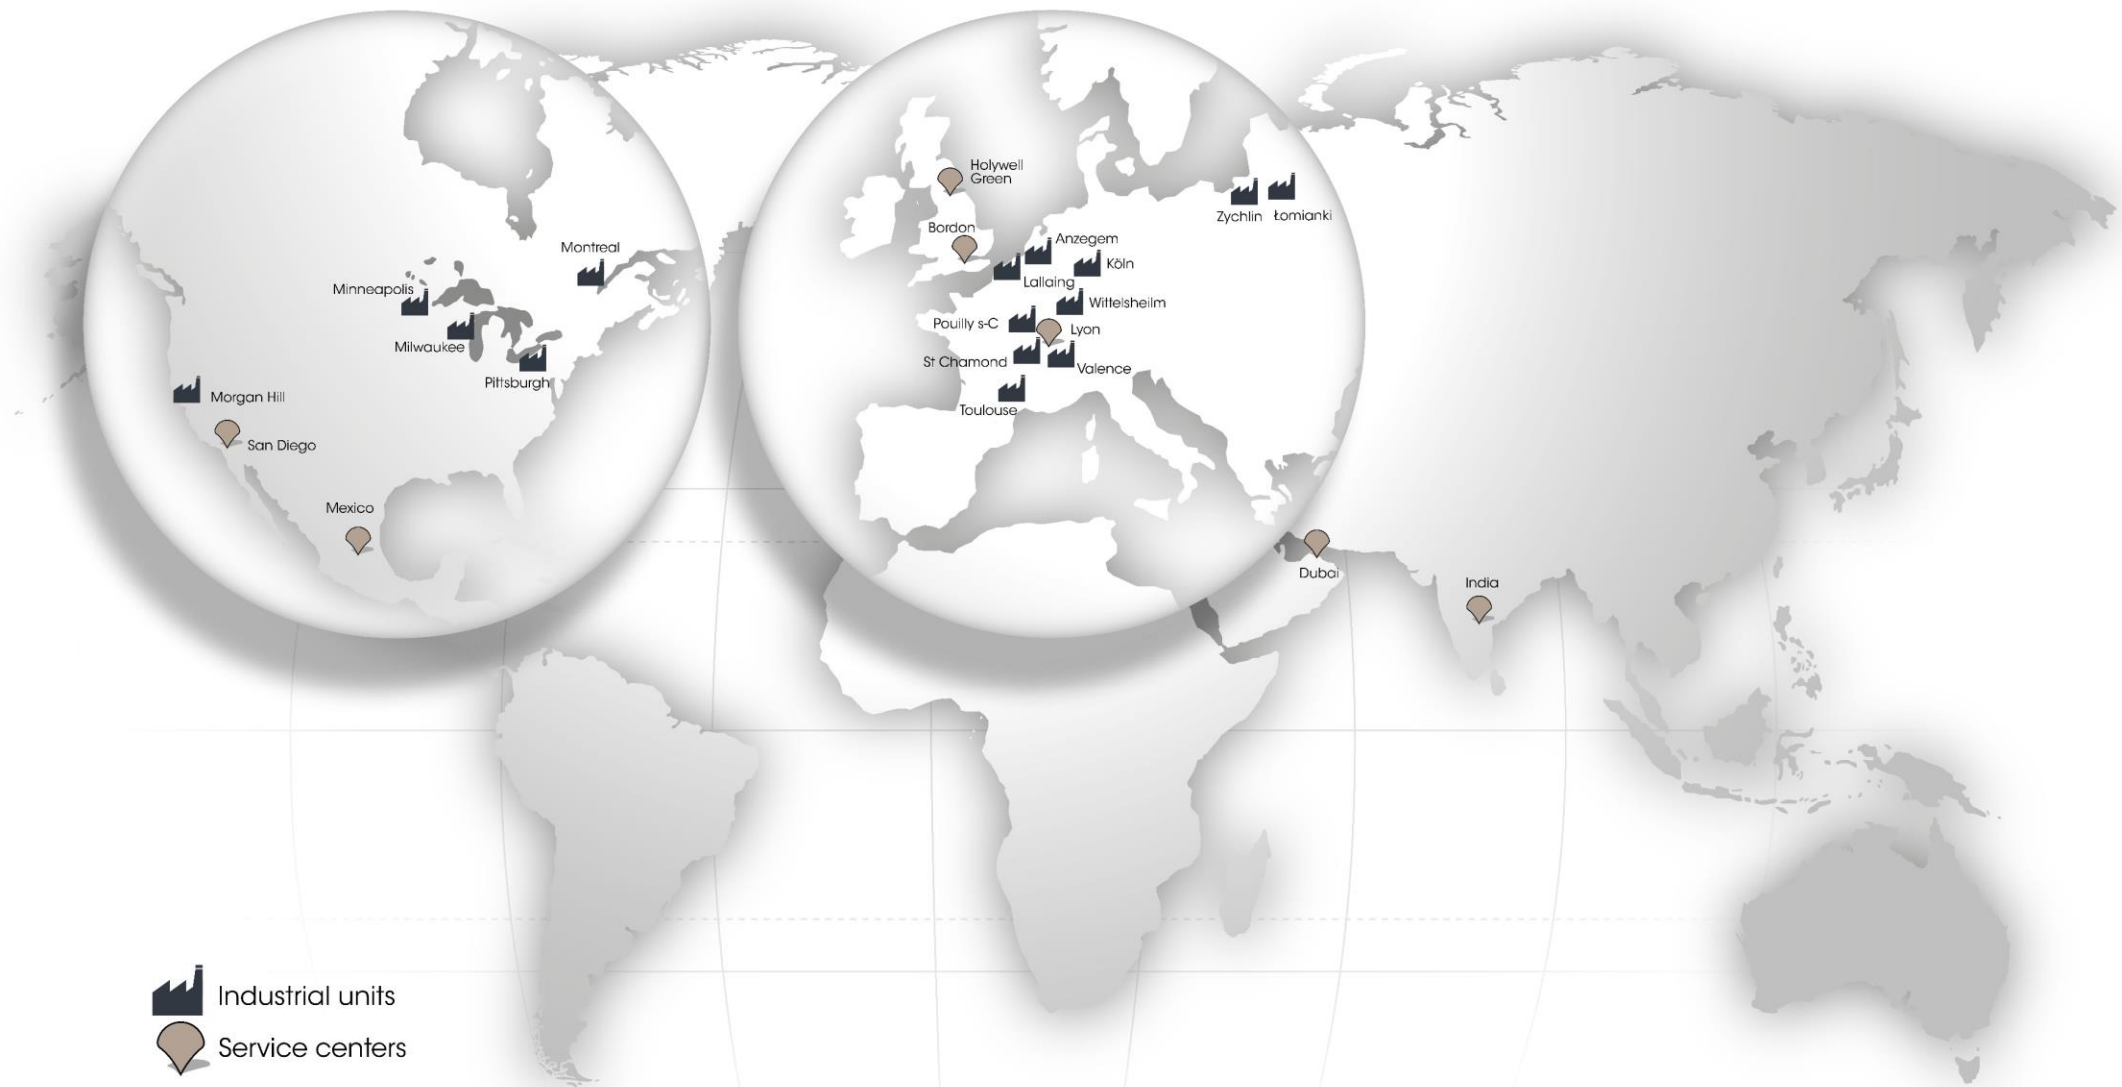 Holywell
Green
Bordon
Zychlin
Łomianki
Anzegem
Köln
Lallaing
Wittelsheilm
Pouilly s-C
Lyon
St Chamond
Valence
Toulouse
Montreal
Minneapolis
Milwaukee
Pittsburgh
Morgan Hill
San Diego
Mexico
Dubai
India
Industrial units
Service centers